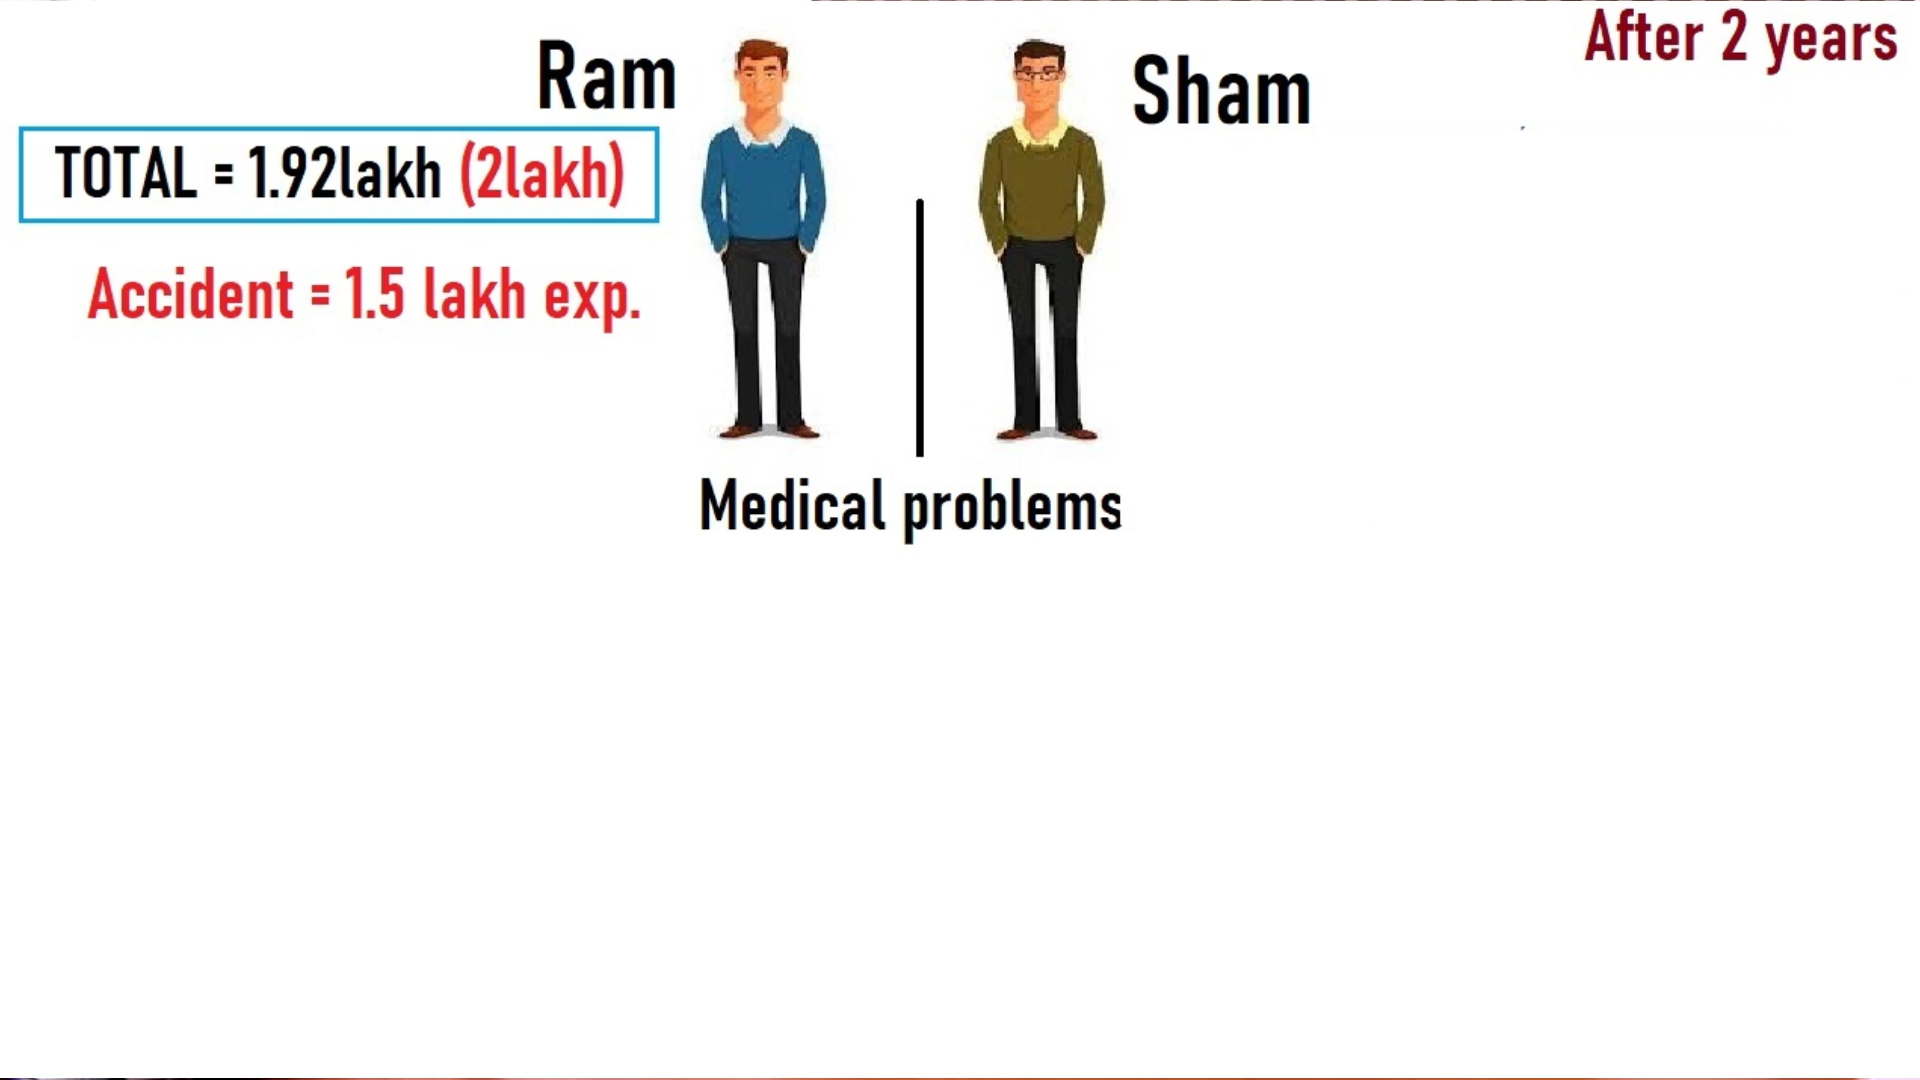 After 2 years
Ram
Sham
TOTAL = 1.92lakh (2lakh)
Accident = 1.5 lakh exp.
Medical problems